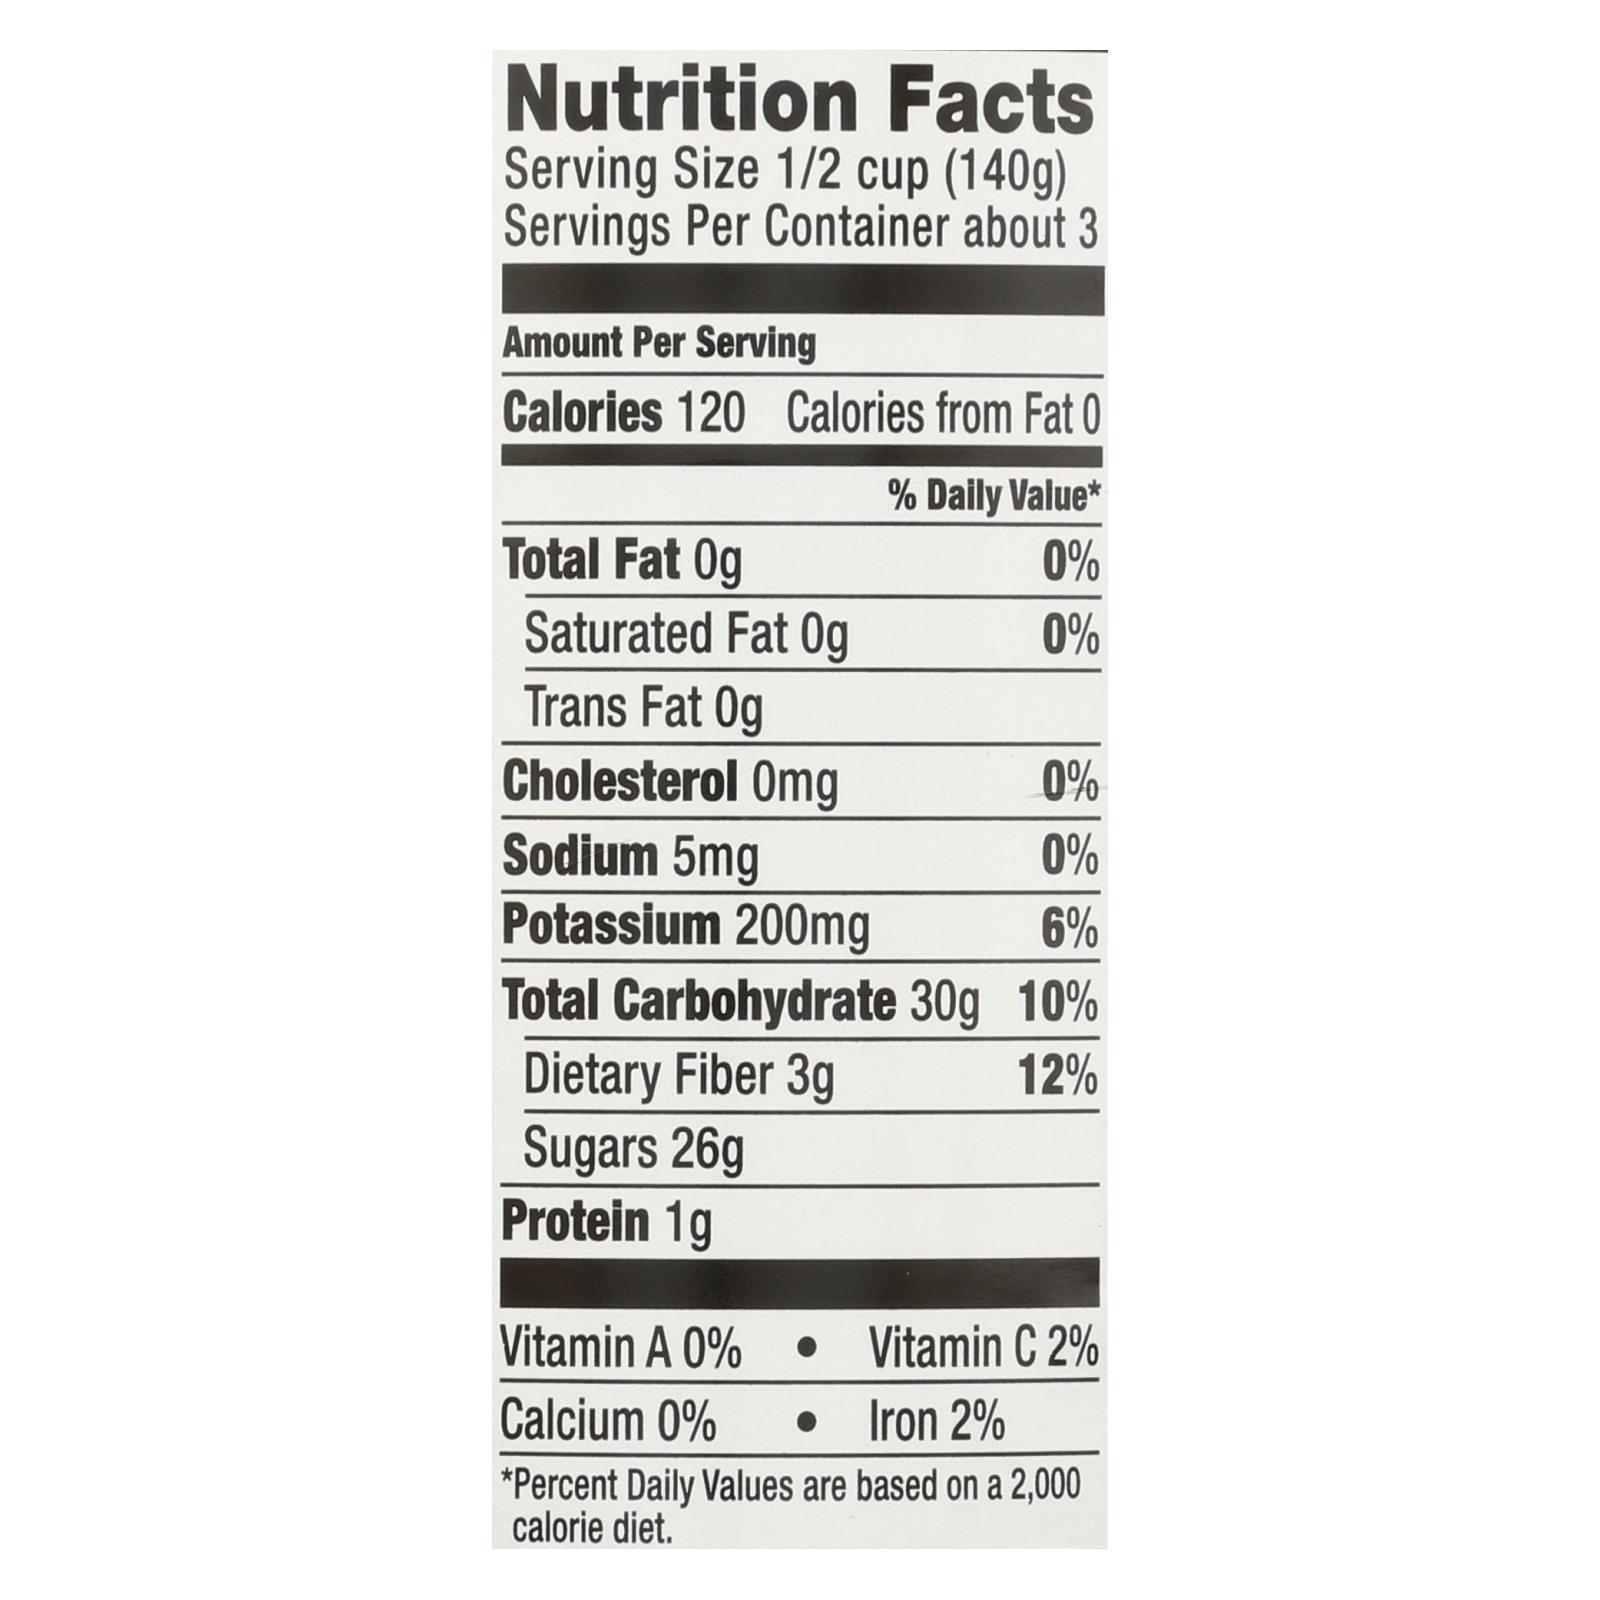 Nutrition Facts
Serving Size 1/2 cup (140g)
Servings Per Container about 3
Amount Per Serving
Calories 120 Calories from Fat 0
% Daily Value*
Total Fat 0g 0%
Saturated Fat 0g 0%
Trans Fat 0g
Cholesterol 0mg 0%
Sodium 5mg 0%
Potassium 200mg 6%
Total Carbohydrate 30g 10%
Dietary Fiber 3g 12%
Sugars 26g
Protein 1g
Vitamin A 0% • Vitamin C 2%
Calcium 0% • Iron 2%
*Percent Daily Values are based on a 2,000
calorie diet.